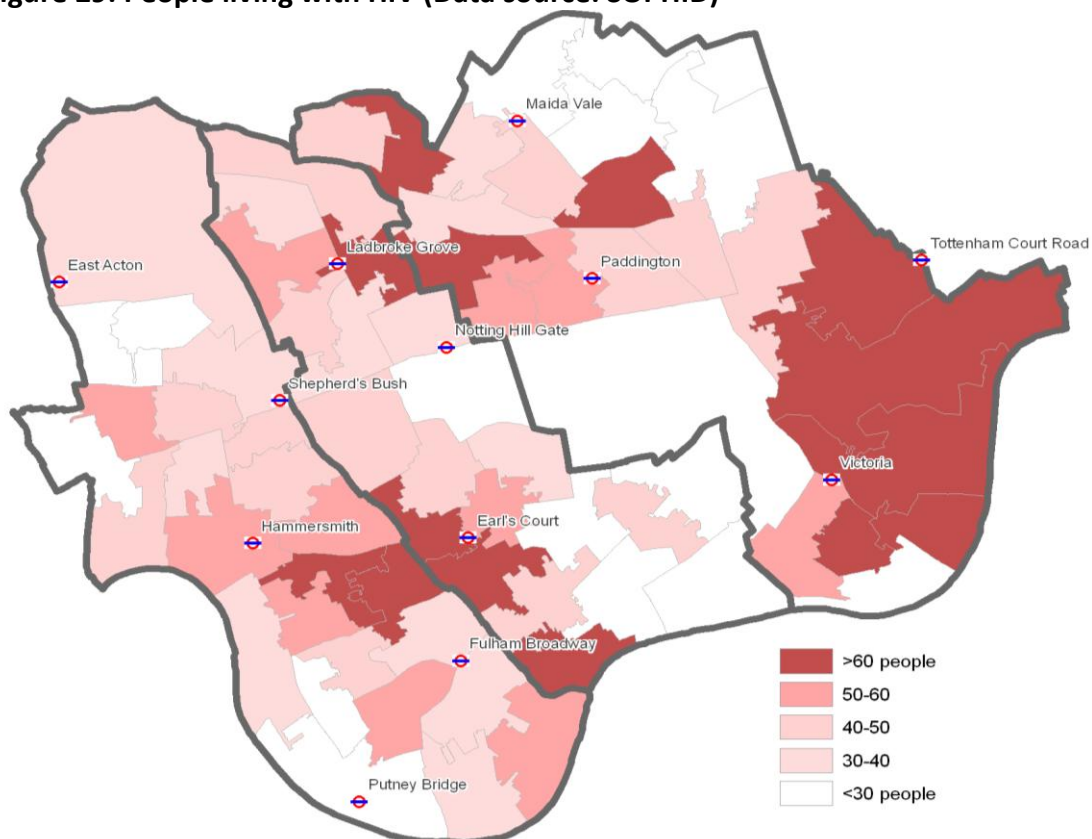 Maida Vale
Tottenham Court Road
Ladbroke Grove
East Acton
Paddington
Notting Hill Gate
Shepherd's Bush
Victoria
Earl's Court
Hammersmith
Fulham Broadway
Putney Bridge
>60 people
50-60
40-50
30-40
<30 people